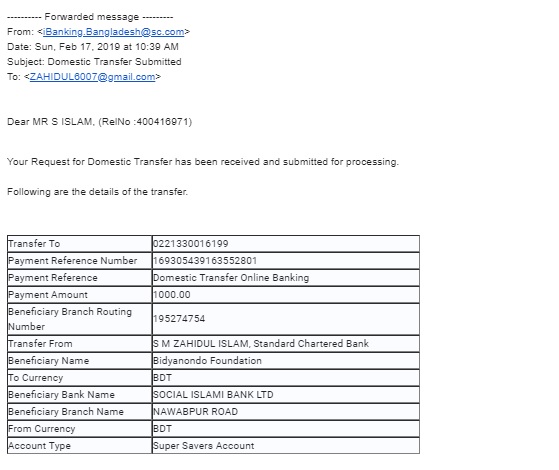 ---------- Forwarded message ---------
From: <iBanking.Bangladesh@sc.com>
Date: Sun, Feb 17, 2019 at 10:39 AM
Subject: Domestic Transfer Submitted
To: <ZAHIDUL6007@gmail.com>
Dear MR S ISLAM, (RelNo :400416971)
Your Request for Domestic Transfer has been received and submitted for processing.
Following are the details of the transfer.
Transfer To 0221330016199
Payment Reference Number 169305439163552801
Payment Reference Domestic Transfer Online Banking
Payment Amount 1000.00
Beneficiary Branch Routing
Number 195274754
Transfer From S M ZAHIDUL ISLAM, Standard Chartered Bank
Beneficiary Name Bidyanondo Foundation
To Currency BDT
Beneficiary Bank Name SOCIAL ISLAMI BANK LTD
Beneficiary Branch Name NAWABPUR ROAD
From Currency BDT
Account Type Super Savers Account